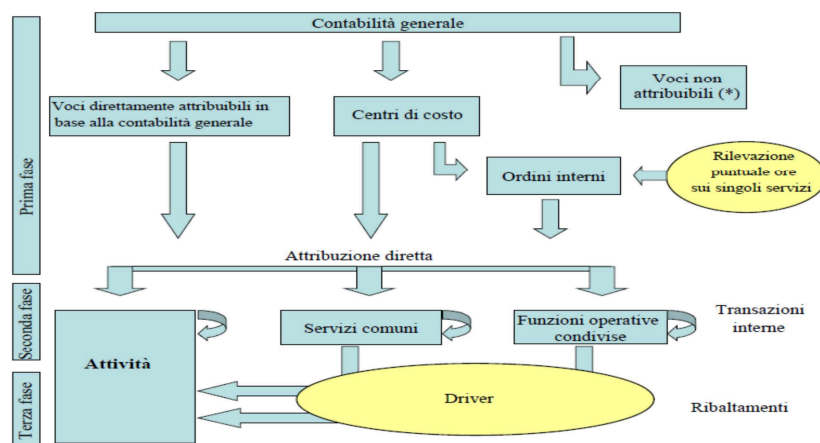 Contabilità generale
Voci non
attribuibili (*)
Voci direttamente attribuibili in
base alla contabilità generale
Centri di costo
Ordini interni
Rilevazione
puntuale ore
sui singoli servizi
Prima fase
Attribuzione diretta
Seconda fase
Attività
Servizi comuni
Funzioni operative
condivise
Transazioni
interne
Terza fase
Driver
Ribaltamenti